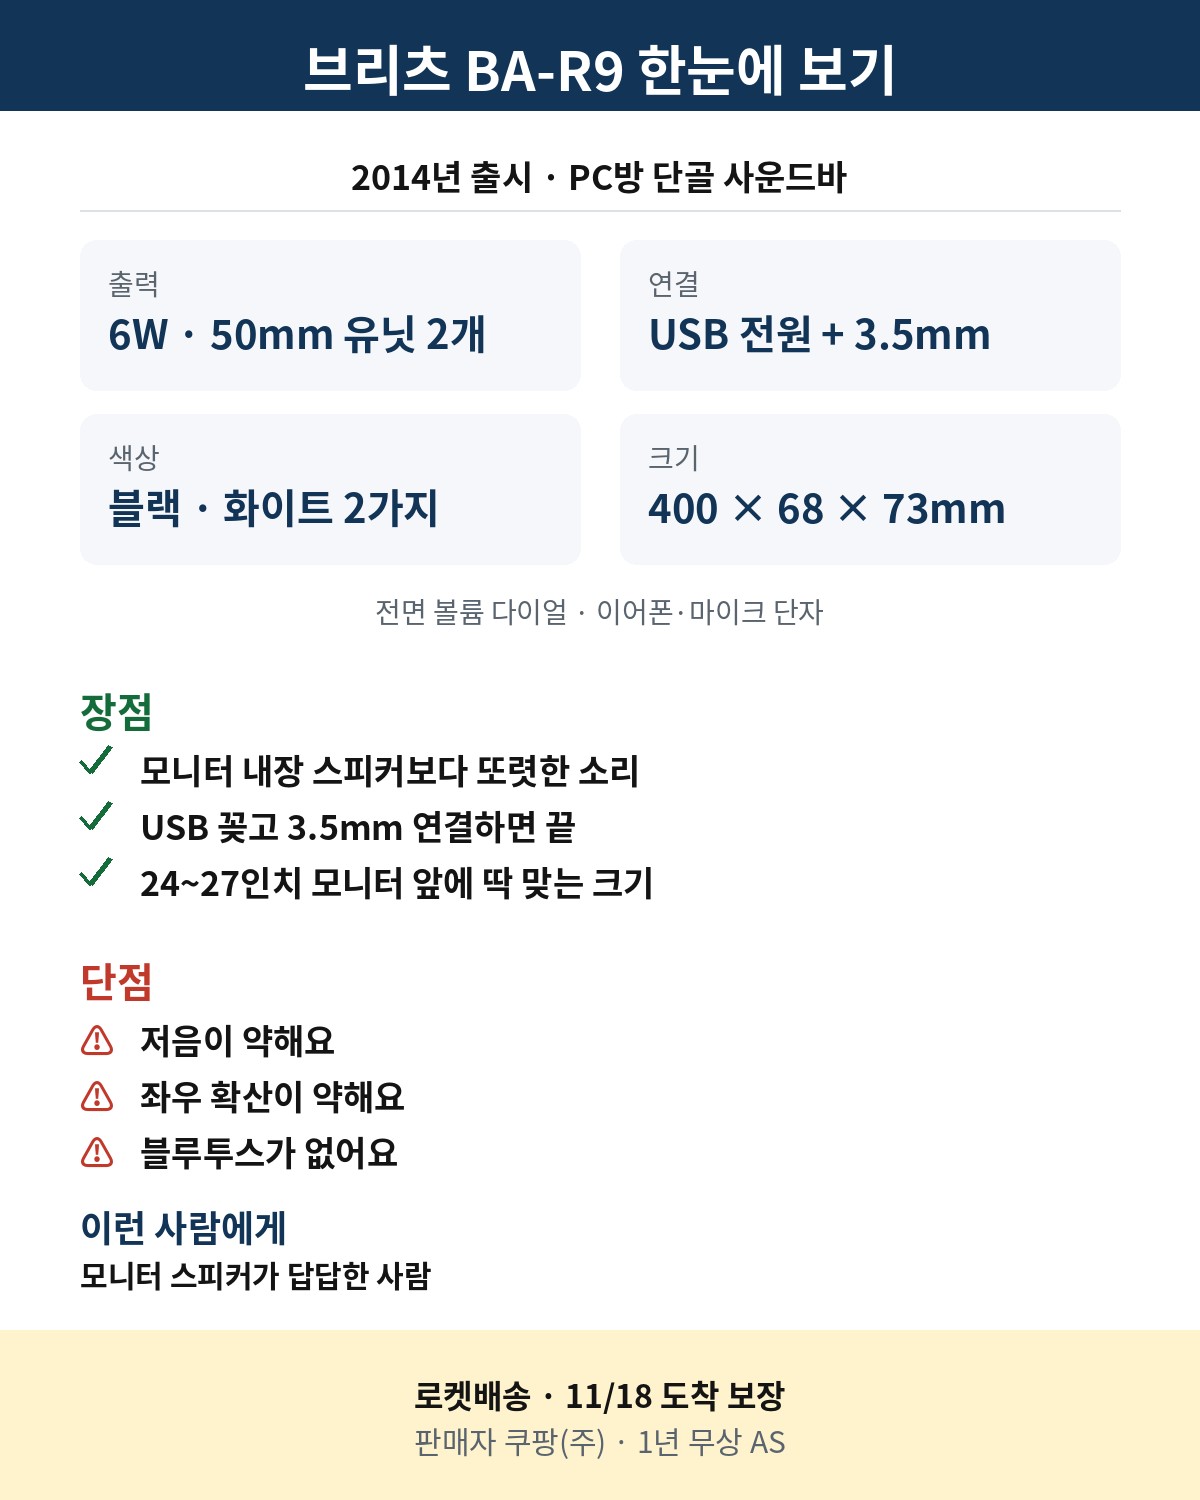 브리츠 BA-R9 한눈에 보기
2014년 출시 · PC방 단골 사운드바
출력
6W · 50mm 유닛 2개
연결
USB 전원 + 3.5mm
색상
블랙 · 화이트 2가지
크기
400 × 68 × 73mm
전면 볼륨 다이얼 · 이어폰·마이크 단자
장점
모니터 내장 스피커보다 또렷한 소리
USB 꽂고 3.5mm 연결하면 끝
24~27인치 모니터 앞에 딱 맞는 크기
단점
저음이 약해요
좌우 확산이 약해요
블루투스가 없어요
이런 사람에게
모니터 스피커가 답답한 사람
로켓배송 · 11/18 도착 보장
판매자 쿠팡(주) · 1년 무상 AS